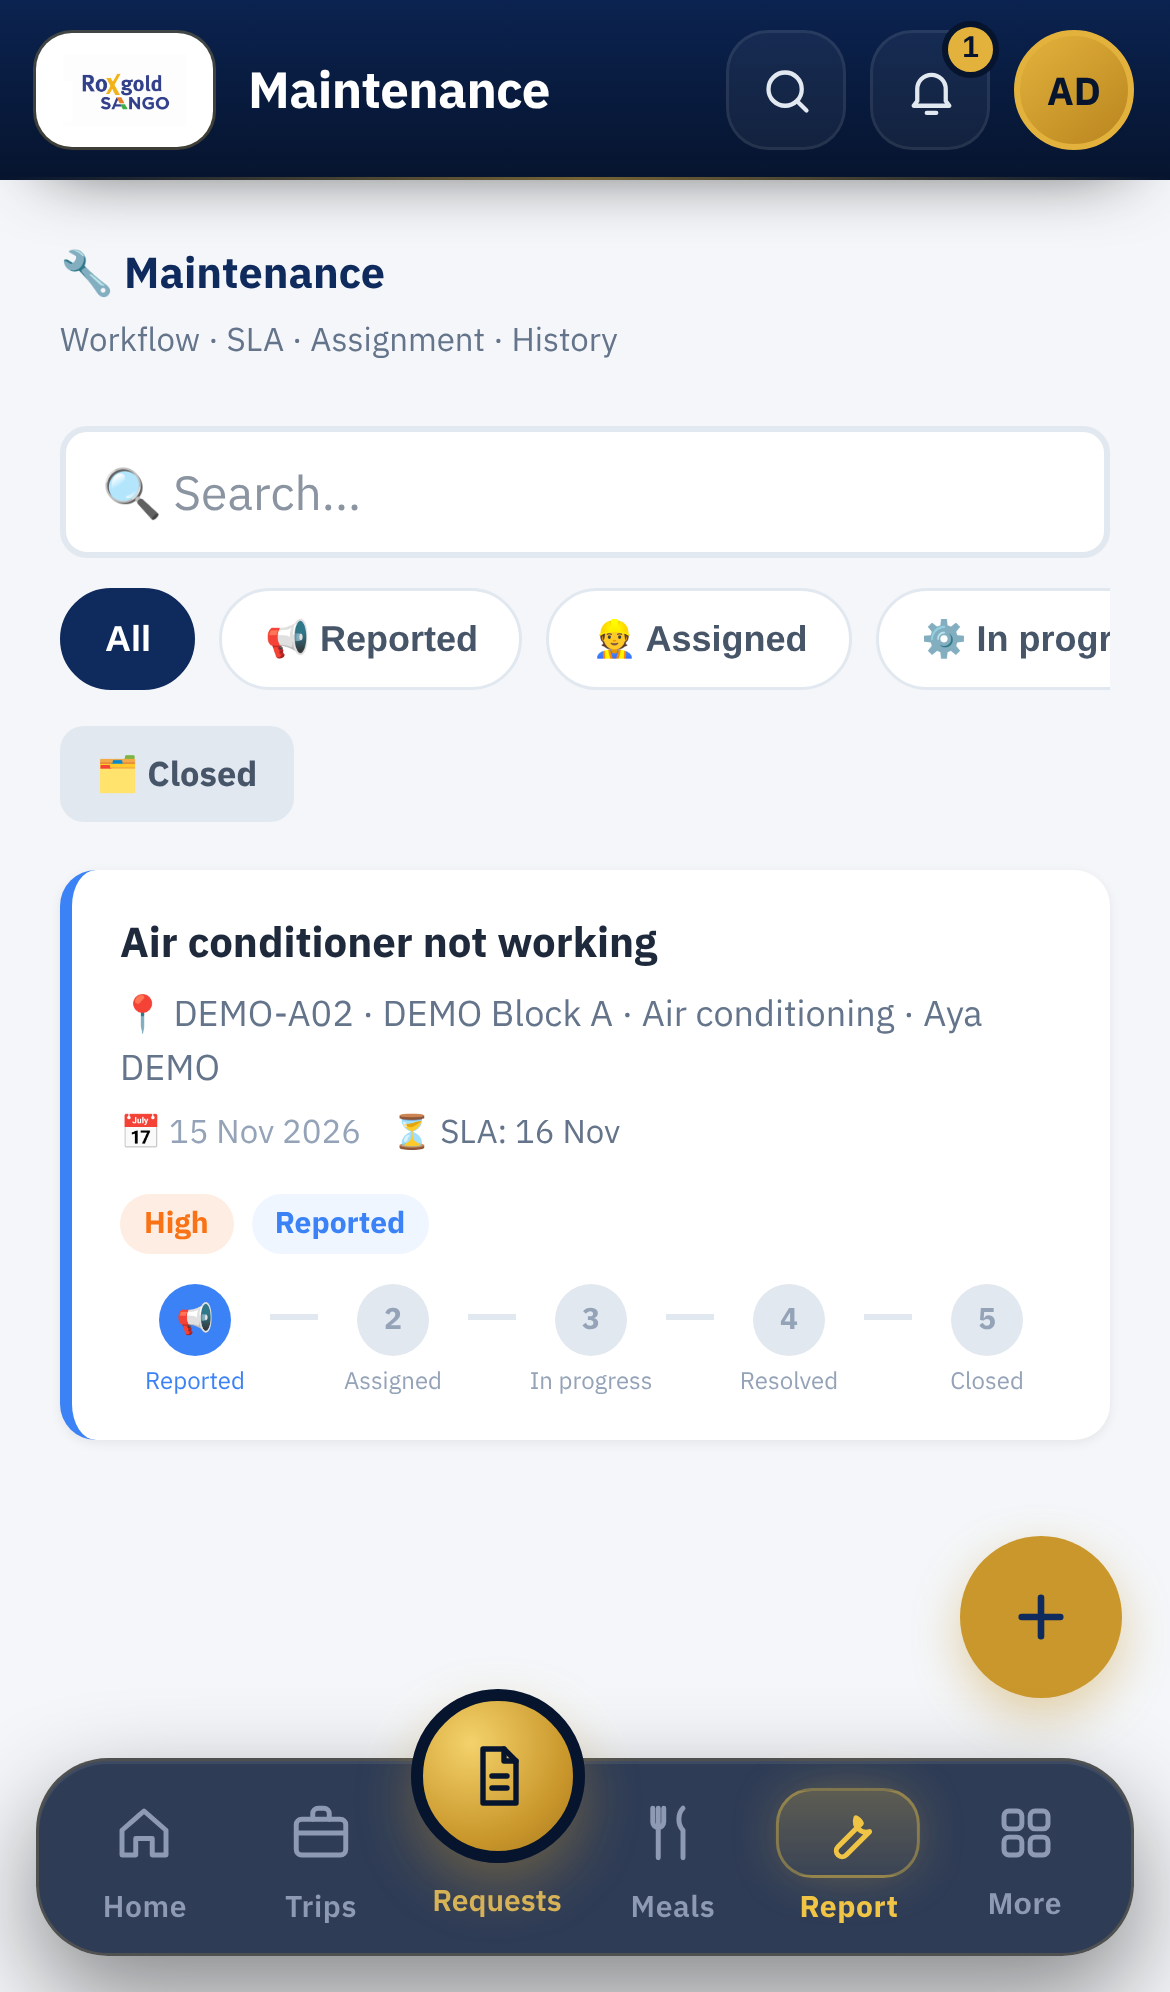 Roxgold
SANGO
Maintenance
1
AD
Maintenance
Workflow · SLA · Assignment · History
Search...
All
Reported
Assigned
In progr
Closed
Air conditioner not working
DEMO-A02 · DEMO Block A · Air conditioning · Aya
DEMO
15 Nov 2026 SLA: 16 Nov
High Reported
2 3 4 5
Reported Assigned In progress Resolved Closed
Home Trips Requests Meals Report More